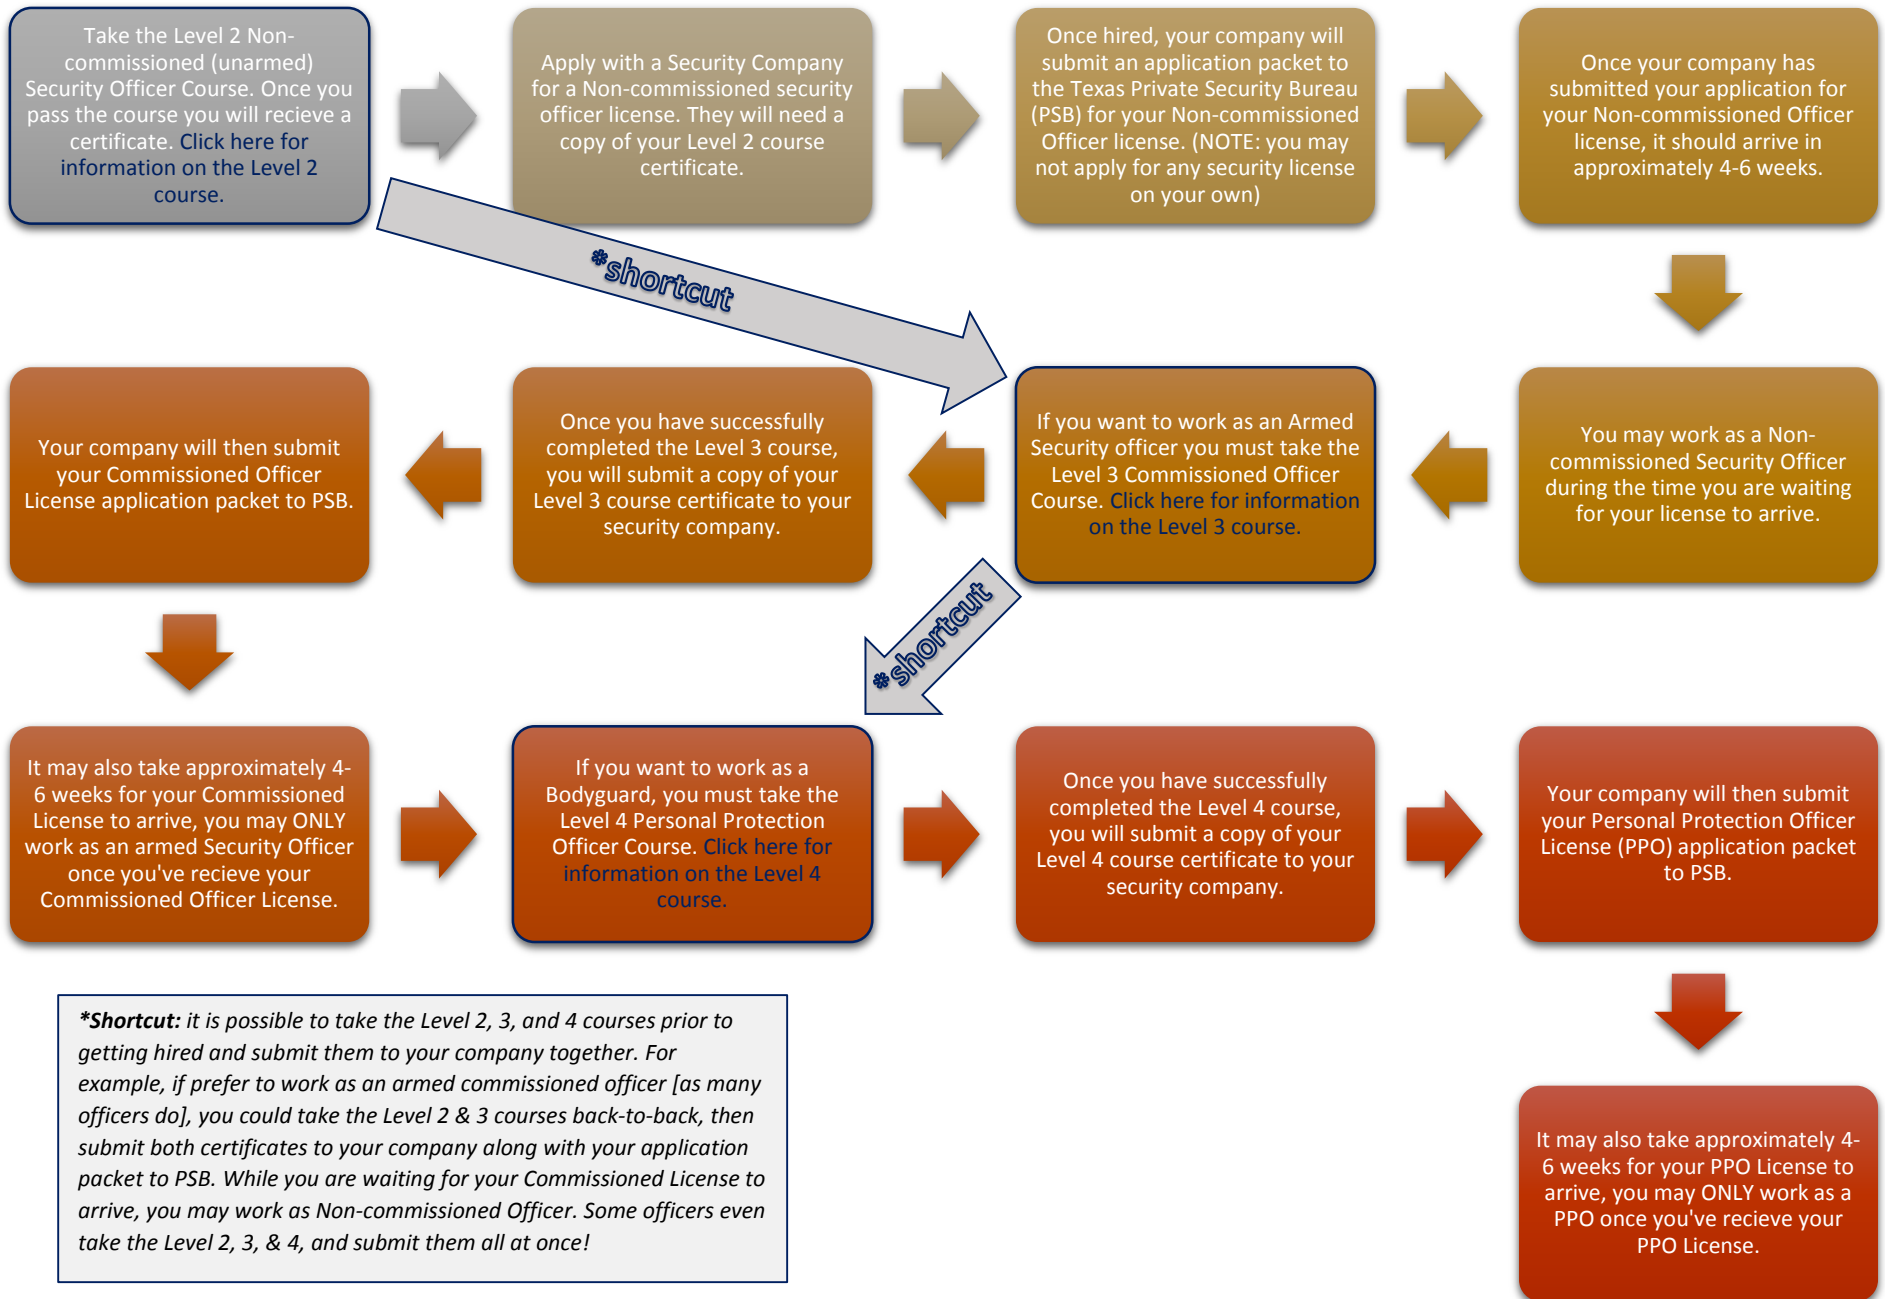 Take the Level 2 Non-
commissioned (unarmed)
Security Officer Course. Once you
pass the course you will recieve a
certificate. Click here for
information on the Level 2
course.
Apply with a Security Company
for a Non-commissioned security
officer license. They will need a
copy of your Level 2 course
certificate.
Once hired, your company will
submit an application packet to
the Texas Private Security Bureau
(PSB) for your Non-commissioned
Officer license. (NOTE: you may
not apply for any security license
on your own)
Once your company has
submitted your application for
your Non-commissioned Officer
license, it should arrive in
approximately 4-6 weeks.
*shortcut
You may work as a Non-
commissioned Security Officer
during the time you are waiting
for your license to arrive.
If you want to work as an Armed
Security officer you must take the
Level 3 Commissioned Officer
Course. Click here for information
on the Level 3 course.
Once you have successfully
completed the Level 3 course,
you will submit a copy of your
Level 3 course certificate to your
security company.
Your company will then submit
your Commissioned Officer
License application packet to PSB.
*shortcut
It may also take approximately 4-
6 weeks for your Commissioned
License to arrive, you may ONLY
work as an armed Security Officer
once you've recieve your
Commissioned Officer License.
If you want to work as a
Bodyguard, you must take the
Level 4 Personal Protection
Officer Course. Click here for
information on the Level 4
course.
Once you have successfully
completed the Level 4 course,
you will submit a copy of your
Level 4 course certificate to your
security company.
Your company will then submit
your Personal Protection Officer
License (PPO) application packet
to PSB.
It may also take approximately 4-
6 weeks for your PPO License to
arrive, you may ONLY work as a
PPO once you've recieve your
PPO License.
*Shortcut: it is possible to take the Level 2, 3, and 4 courses prior to
getting hired and submit them to your company together. For
example, if prefer to work as an armed commissioned officer [as many
officers do], you could take the Level 2 & 3 courses back-to-back, then
submit both certificates to your company along with your application
packet to PSB. While you are waiting for your Commissioned License to
arrive, you may work as Non-commissioned Officer. Some officers even
take the Level 2, 3, & 4, and submit them all at once!